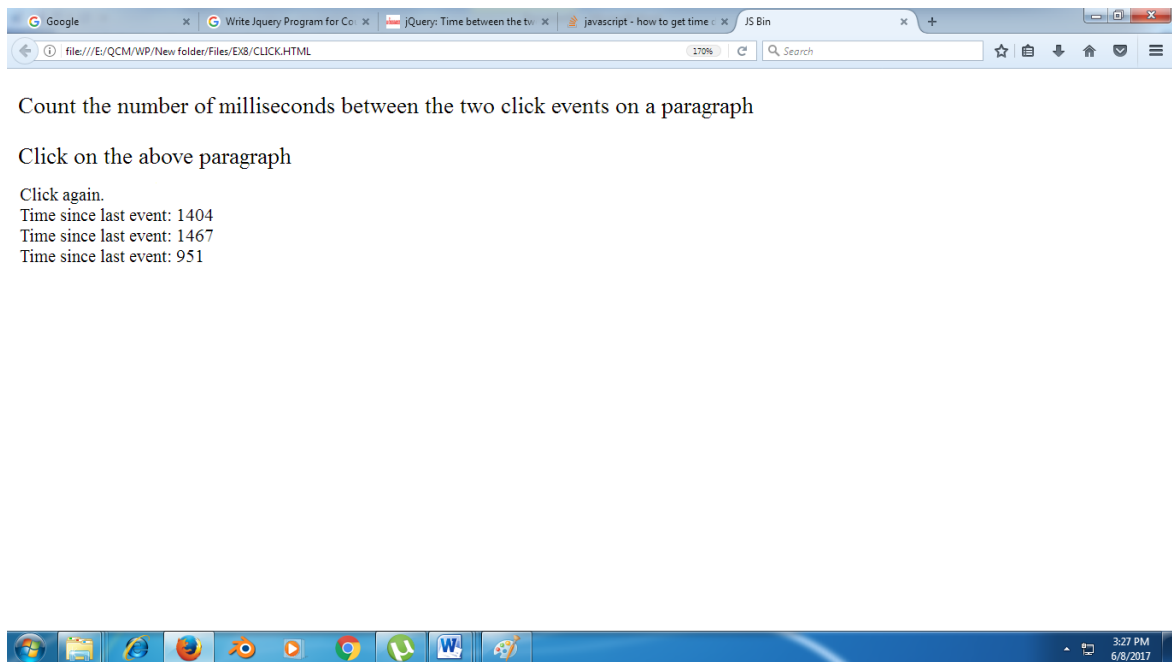 Google
Write Jquery Program for Co
jQuery: Time between the tw
javascript - how to get time
JS Bin
file:///E:/QCM/WP/New folder/Files/EX8/CLICK.HTML
170%
Search
Count the number of milliseconds between the two click events on a paragraph
Click on the above paragraph
Click again.
Time since last event: 1404
Time since last event: 1467
Time since last event: 951
3:27 PM
6/8/2017